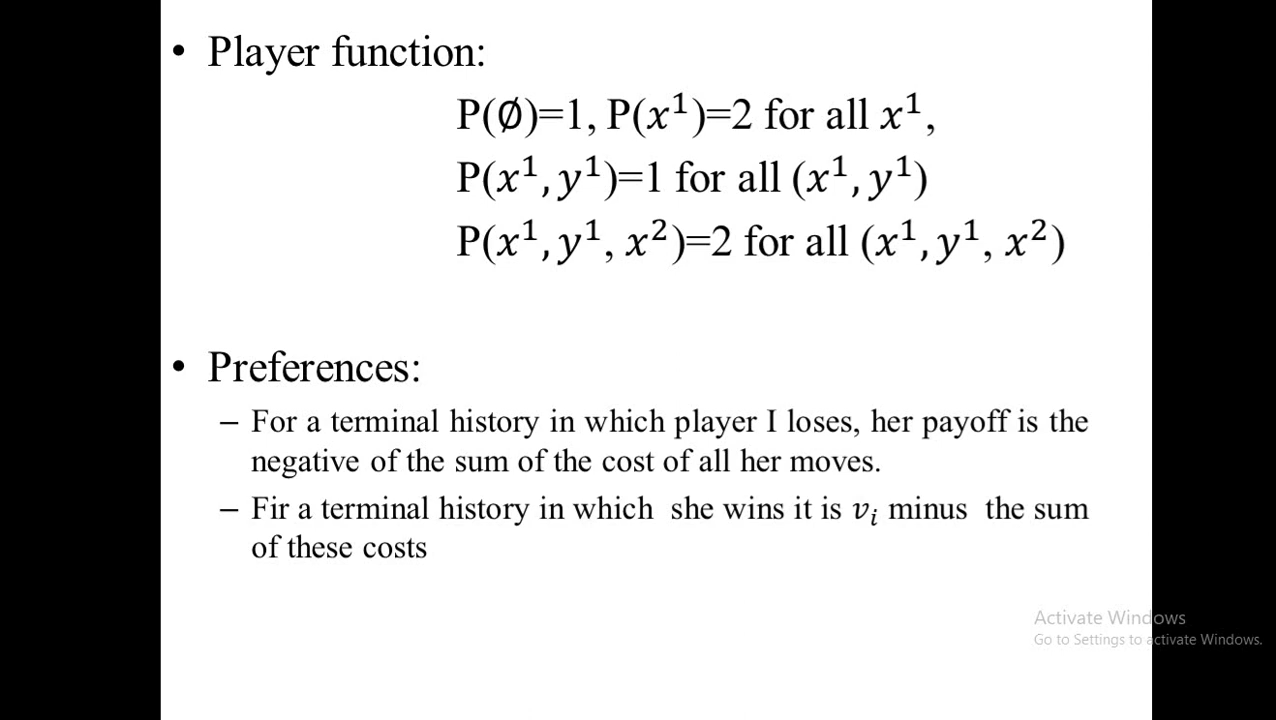 • Player function:
P(∅)=1, P(x¹)=2 for all x¹,
P(x¹, y¹)=1 for all (x¹, y¹)
P(x¹, y¹, x²)=2 for all (x¹, y¹, x²)
• Preferences:
– For a terminal history in which player I loses, her payoff is the
negative of the sum of the cost of all her moves.
– Fir a terminal history in which she wins it is vᵢ minus the sum
of these costs
Activate Windows
Go to Settings to activate Windows.